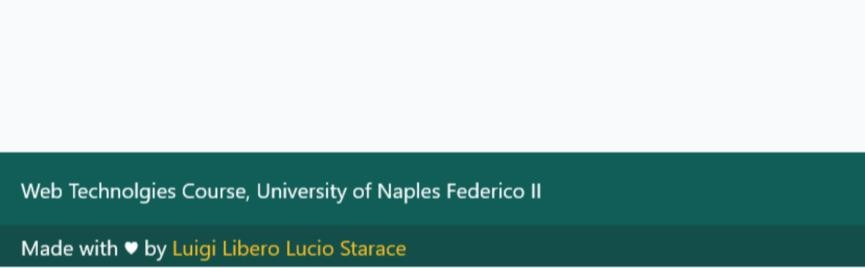 Web Technolgies Course, University of Naples Federico II
Made with ♥ by Luigi Libero Lucio Starace